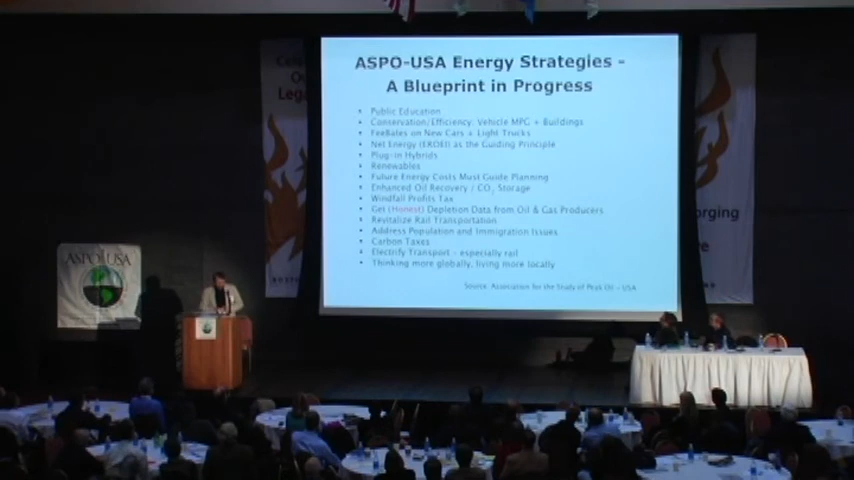 ASPO-USA Energy Strategies -
A Blueprint in Progress
• Public Education
• Conservation/Efficiency: Vehicle MPG + Buildings
• FeeBates on New Cars + Light Trucks
• Net Energy (EROEI) as the Guiding Principle
• Plug-in Hybrids
• Renewables
• Future Energy Costs Must Guide Planning
• Enhanced Oil Recovery / CO2 Storage
• Windfall Profits Tax
• Get (Honest) Depletion Data from Oil & Gas Producers
• Revitalize Rail Transportation
• Address Population and Immigration Issues
• Carbon Taxes
• Electrify Transport - especially rail
• Thinking more globally, living more locally
Source: Association for the Study of Peak Oil - USA
ASPO USA
Lega
orging